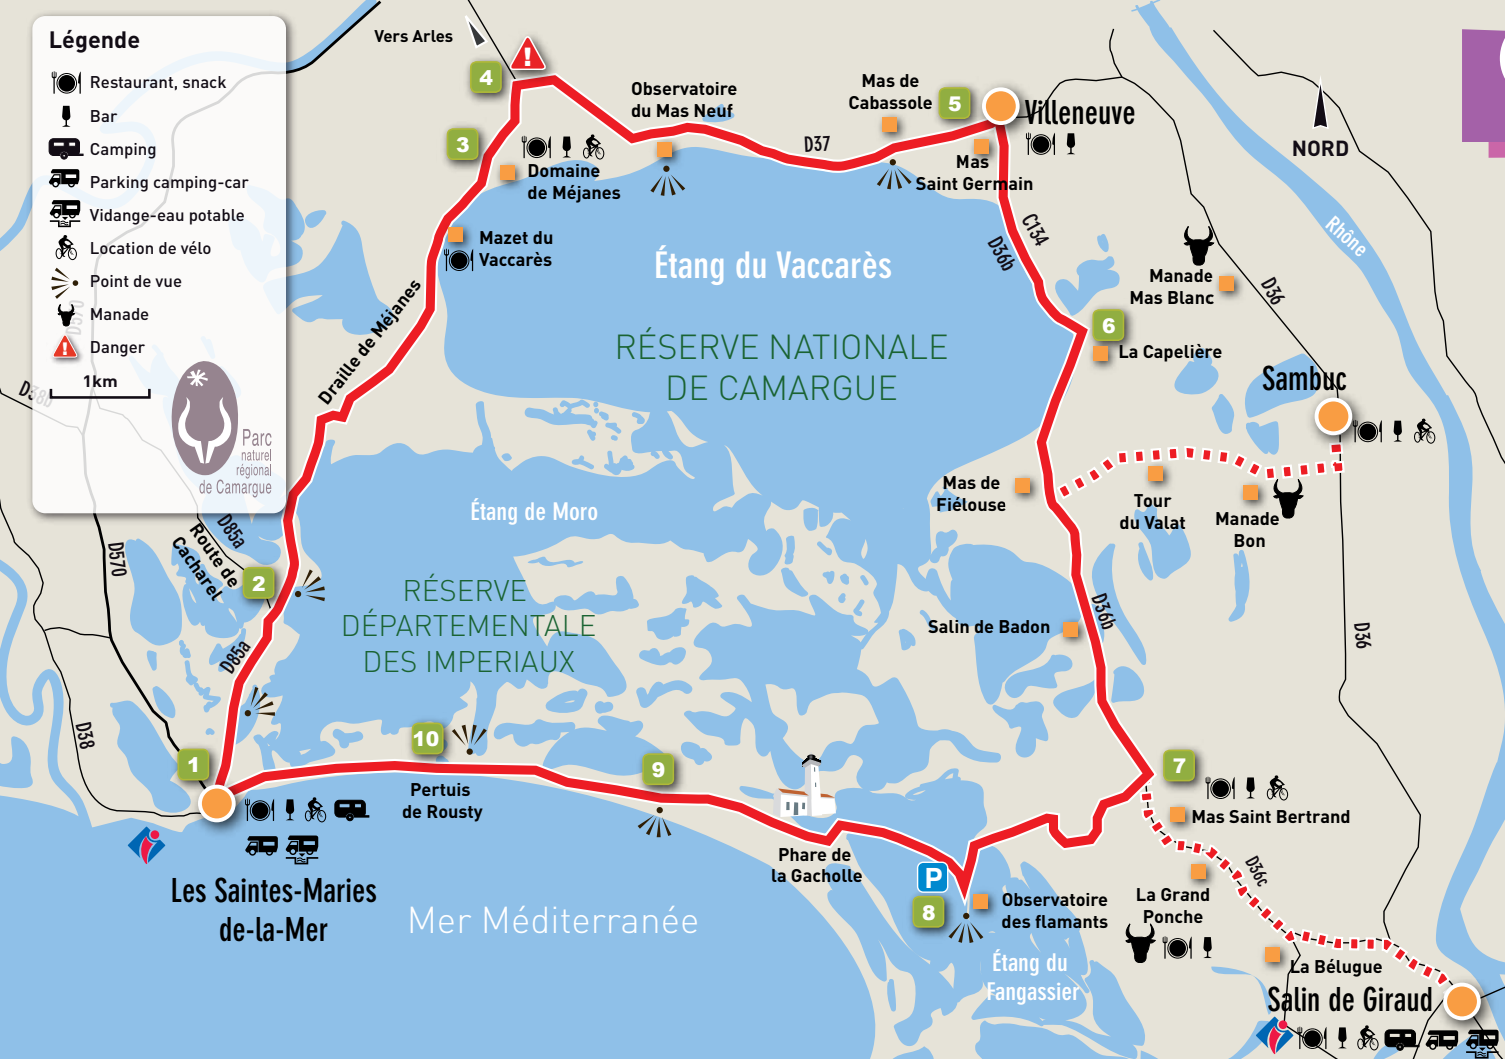 Légende
Restaurant, snack
Bar
Camping
Parking camping-car
Vidange-eau potable
Location de vélo
Point de vue
Manade
Danger
1km
D570
D38b
Parc
naturel
régional
de Camargue
Vers Arles
4
!
3
Observatoire
du Mas Neuf
Mas de
Cabassole
5
Villeneuve
D37
Mas
Saint Germain
NORD
Domaine
de Méjanes
Mazet du
Vaccarès
Draille de Méjanes
Étang du Vaccarès
RÉSERVE NATIONALE
DE CAMARGUE
C134
D36b
Rhône
Manade
Mas Blanc
D36
6
La Capelière
Sambuc
Mas de
Fiélouse
Tour
du Valat
Manade
Bon
Étang de Moro
D85a
Route de
Cacharel
D570
2
RÉSERVE
DÉPARTEMENTALE
DES IMPERIAUX
D85a
Salin de Badon
D36b
D36
D38
1
10
Pertuis
de Rousty
9
7
Mas Saint Bertrand
Phare de
la Gacholle
P
8
Observatoire
des flamants
D36c
La Grand
Ponche
Les Saintes-Maries
de-la-Mer
Mer Méditerranée
Étang du
Fangassier
La Bélugue
Salin de Giraud